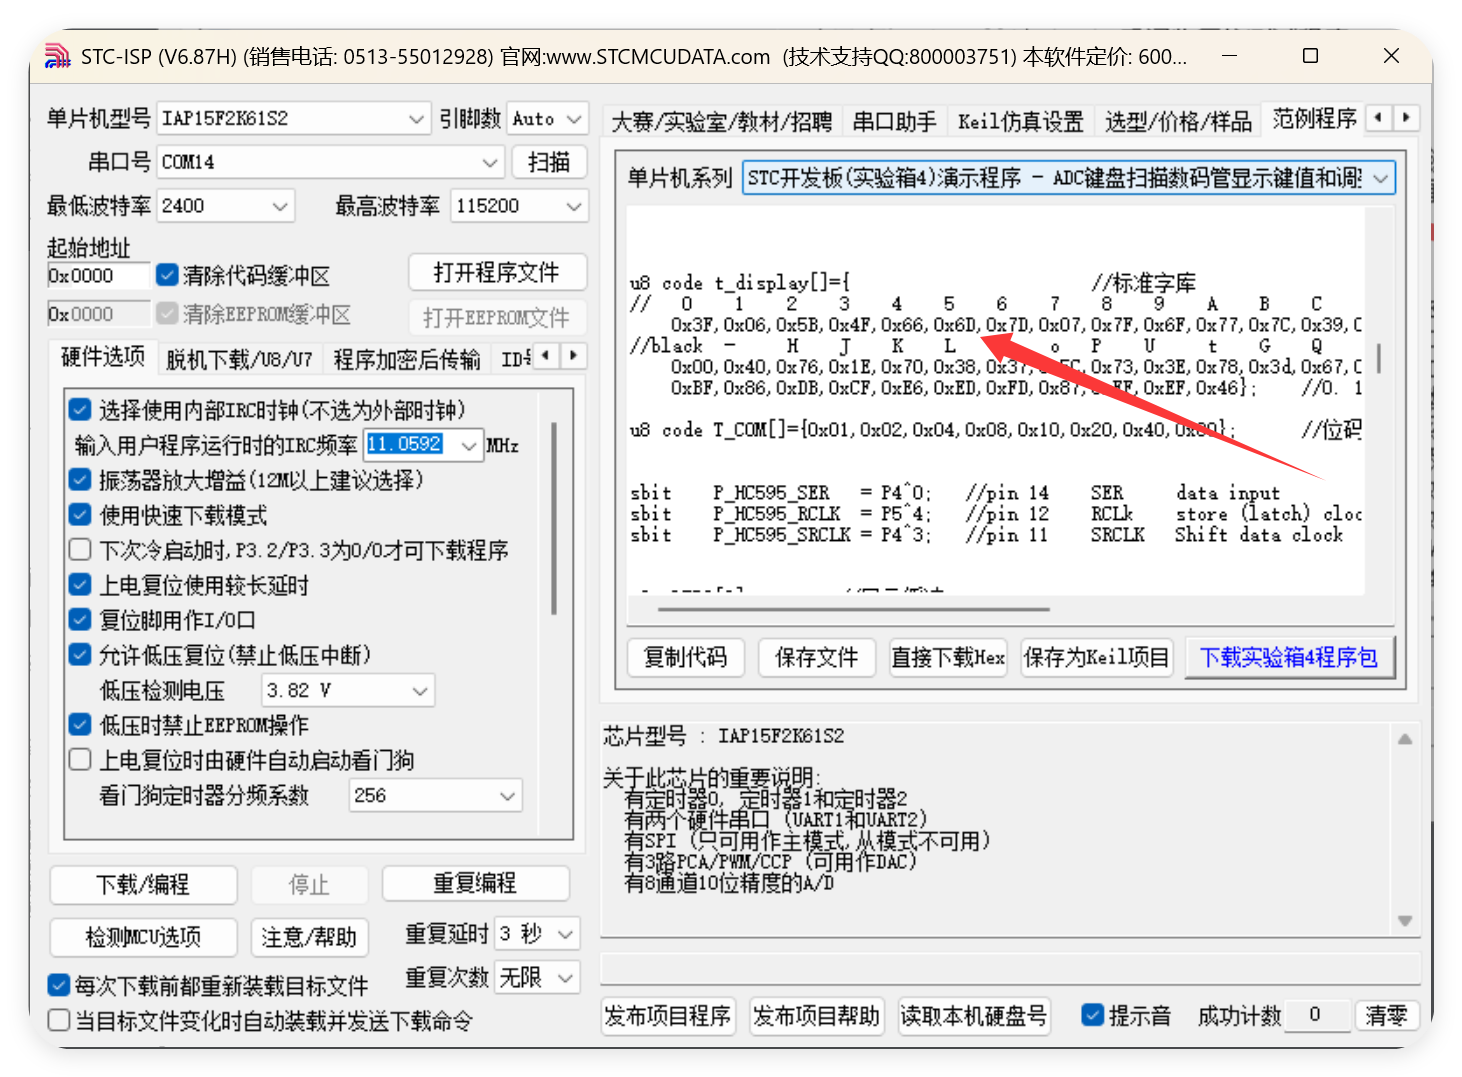 STC-ISP (V6.87H) (销售电话: 0513-55012928) 官网:www.STCMCUDATA.com  (技术支持QQ:800003751) 本软件定价: 600...
单片机型号 IAP15F2K61S2 引脚数 Auto
串口号 COM14 扫描
最低波特率 2400 最高波特率 115200
起始地址
0x0000 清除代码缓冲区 打开程序文件
0x0000 清除EEPROM缓冲区 打开EEPROM文件
硬件选项 脱机下载/U8/U7 程序加密后传输
选择使用内部IRC时钟(不选为外部时钟)
输入用户程序运行时的IRC频率 11.0592 MHz
振荡器放大增益(12M以上建议选择)
使用快速下载模式
下次冷启动时,P3.2/P3.3为0/0才可下载程序
上电复位使用较长延时
复位脚用作I/O口
允许低压复位(禁止低压中断)
低压检测电压 3.82 V
低压时禁止EEPROM操作
上电复位时由硬件自动启动看门狗
看门狗定时器分频系数 256
下载/编程 停止 重复编程
检测MCU选项 注意/帮助 重复延时 3 秒
重复次数 无限
每次下载前都重新装载目标文件
当目标文件变化时自动装载并发送下载命令
大赛/实验室/教材/招聘 串口助手 Keil仿真设置 选型/价格/样品 范例程序
单片机系列 STC开发板(实验箱4)演示程序 - ADC键盘扫描数码管显示键值和调
u8 code t_display[]={ //标准字库
// 0 1 2 3 4 5 6 7 8 9 A B C
0x3F,0x06,0x5B,0x4F,0x66,0x6D,0x7D,0x07,0x7F,0x6F,0x77,0x7C,0x39,
//black - H J K L o P U t G Q
0x00,0x40,0x76,0x1E,0x70,0x38,0x37,0x5C,0x73,0x3E,0x78,0x3d,0x67,
0xBF,0x86,0xDB,0xCF,0xE6,0xED,0xFD,0x87, 0xEF,0x46}; //0. 1
u8 code T_COM[]={0x01,0x02,0x04,0x08,0x10,0x20,0x40,0x80}; //位码
sbit P_HC595_SER = P4^0; //pin 14 SER data input
sbit P_HC595_RCLK = P5^4; //pin 12 RCLk store (latch) cloc
sbit P_HC595_SRCLK = P4^3; //pin 11 SRCLK Shift data clock
复制代码 保存文件 直接下载Hex 保存为Keil项目 下载实验箱4程序包
芯片型号 : IAP15F2K61S2
关于此芯片的重要说明:
有定时器0, 定时器1和定时器2
有两个硬件串口 (UART1和UART2)
有SPI (只可用作主模式,从模式不可用)
有3路PCA/PWM/CCP (可用作DAC)
有8通道10位精度的A/D
发布项目程序 发布项目帮助 读取本机硬盘号 提示音 成功计数 0 清零